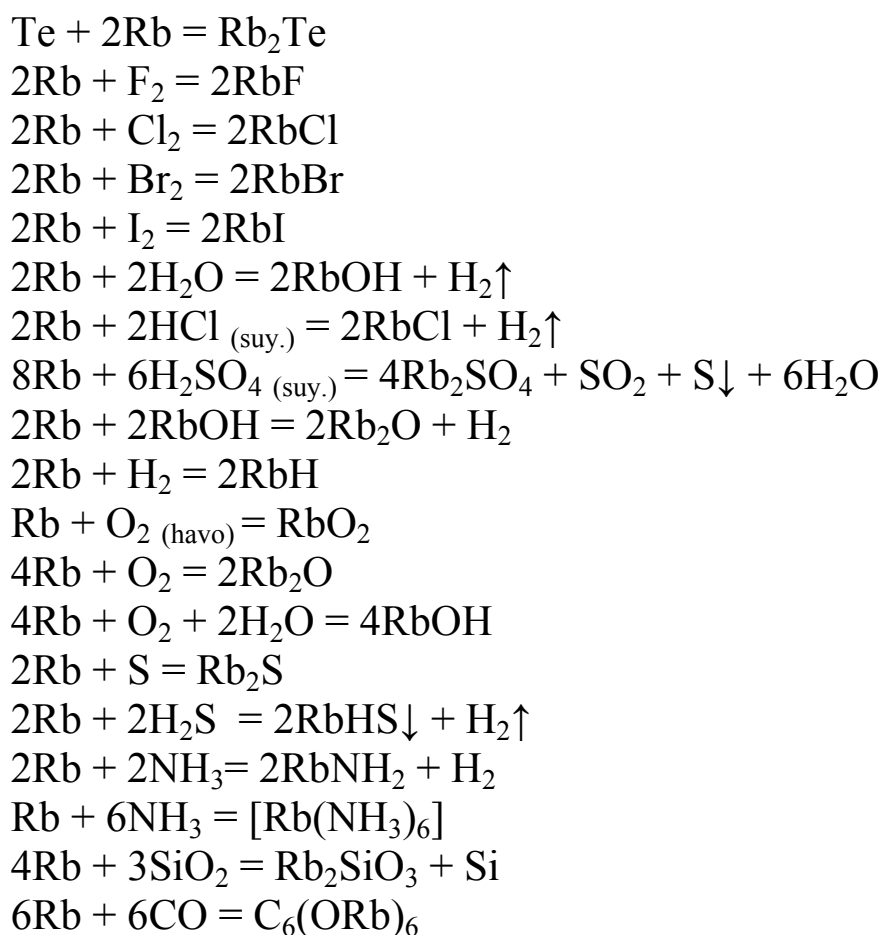 Te + 2Rb = Rb₂Te
2Rb + F₂ = 2RbF
2Rb + Cl₂ = 2RbCl
2Rb + Br₂ = 2RbBr
2Rb + I₂ = 2RbI
2Rb + 2H₂O = 2RbOH + H₂↑
2Rb + 2HCl (suy.) = 2RbCl + H₂↑
8Rb + 6H₂SO₄ (suy.) = 4Rb₂SO₄ + SO₂ + S↓ + 6H₂O
2Rb + 2RbOH = 2Rb₂O + H₂
2Rb + H₂ = 2RbH
Rb + O₂ (havo) = RbO₂
4Rb + O₂ = 2Rb₂O
4Rb + O₂ + 2H₂O = 4RbOH
2Rb + S = Rb₂S
2Rb + 2H₂S = 2RbHS↓ + H₂↑
2Rb + 2NH₃= 2RbNH₂ + H₂
Rb + 6NH₃ = [Rb(NH₃)₆]
4Rb + 3SiO₂ = Rb₂SiO₃ + Si
6Rb + 6CO = C₆(ORb)₆